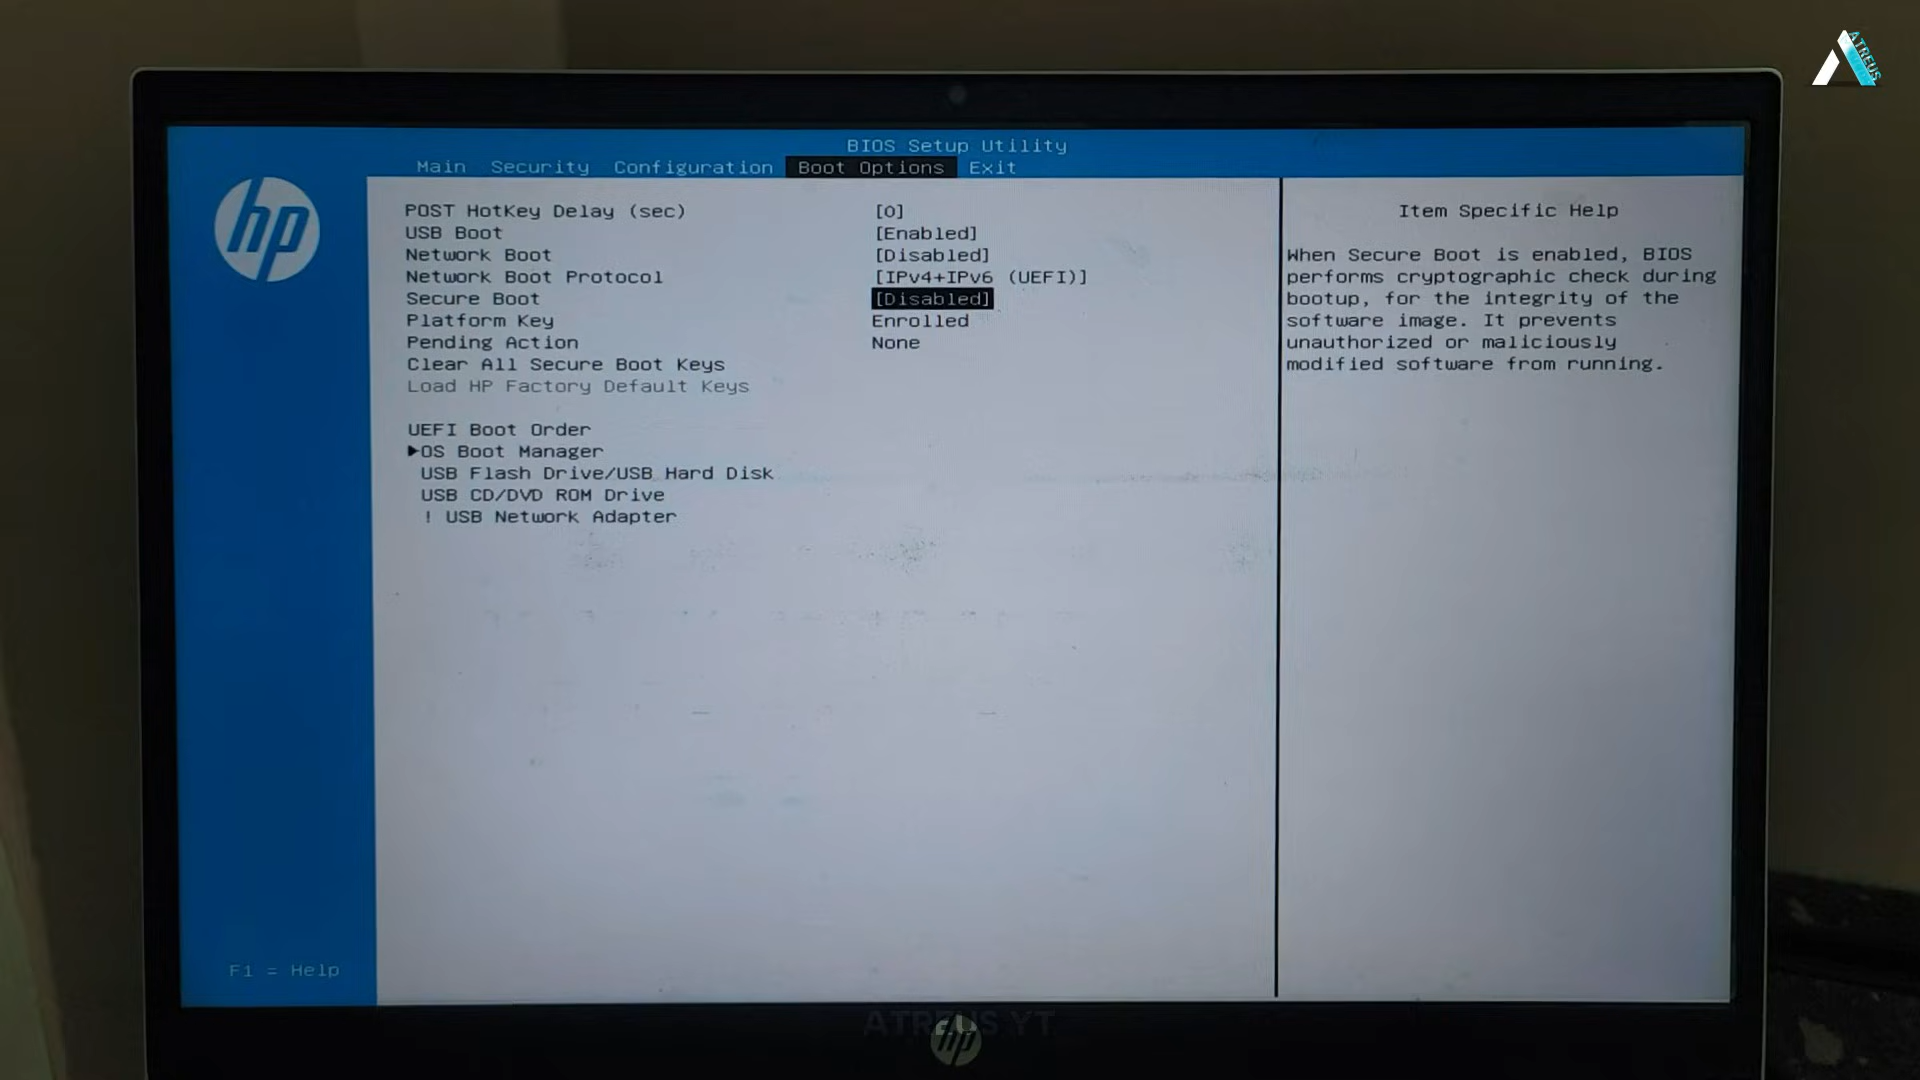 ATREUS
BIOS Setup Utility
Main Security Configuration Boot Options Exit
hp
POST HotKey Delay (sec) [0]
USB Boot [Enabled]
Network Boot [Disabled]
Network Boot Protocol [IPv4+IPv6 (UEFI)]
Secure Boot [Disabled]
Platform Key Enrolled
Pending Action None
Clear All Secure Boot Keys
Load HP Factory Default Keys
UEFI Boot Order
▶OS Boot Manager
USB Flash Drive/USB Hard Disk
USB CD/DVD ROM Drive
! USB Network Adapter
Item Specific Help
When Secure Boot is enabled, BIOS
performs cryptographic check during
bootup, for the integrity of the
software image. It prevents
unauthorized or maliciously
modified software from running.
F1 = Help
ATREUS YT
hp